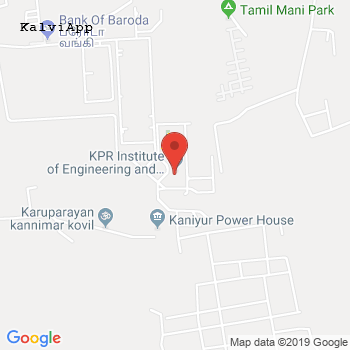 Bank Of Baroda
பரோடா
வங்கி
KalviApp
Tamil Mani Park
KPR Institute
of Engineering and...
Karuparayan
kannimar kovil
Kaniyur Power House
Google
Map data ©2019 Google